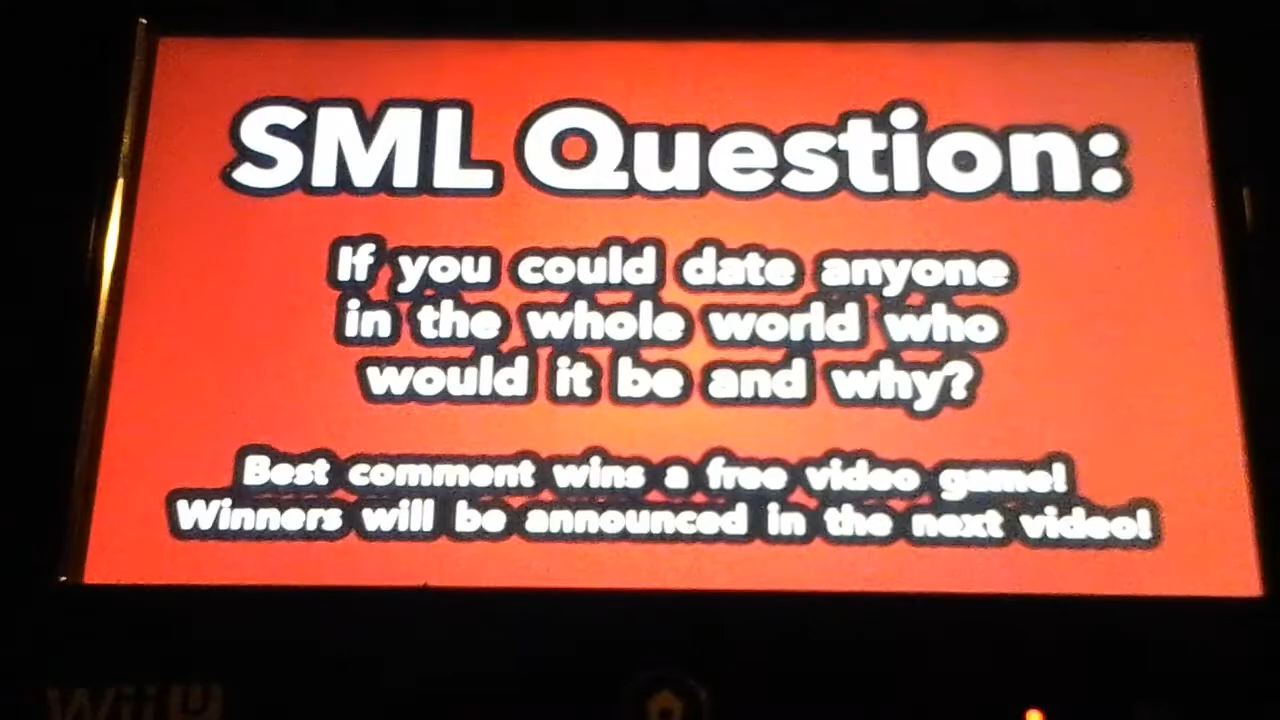 SML Question:
If you could date anyone
in the whole world who
would it be and why?
Best comment wins a free video game!
Winners will be announced in the next video!
Wii U